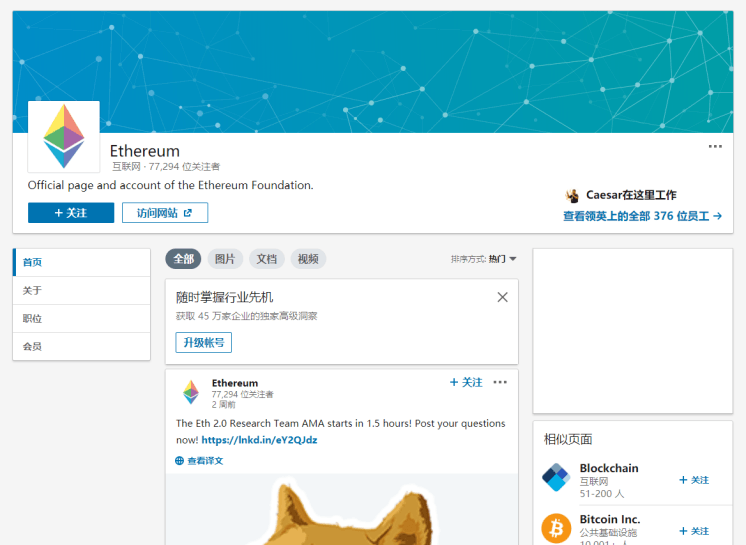 Ethereum
互联网 · 77,294 位关注者
Official page and account of the Ethereum Foundation.
+ 关注
访问网站
Caesar在这里工作
查看领英上的全部 376 位员工 →
首页
关于
职位
会员
全部 图片 文档 视频
排序方式: 热门
随时掌握行业先机
获取 45 万家企业的独家高级洞察
升级帐号
Ethereum
77,294 位关注者
2 周前
+ 关注
The Eth 2.0 Research Team AMA starts in 1.5 hours! Post your questions
now! https://lnkd.in/eY2QJdz
查看译文
相似页面
Blockchain
互联网
51-200 人
+ 关注
Bitcoin Inc.
公共基础设施
10,001+ 人
+ 关注